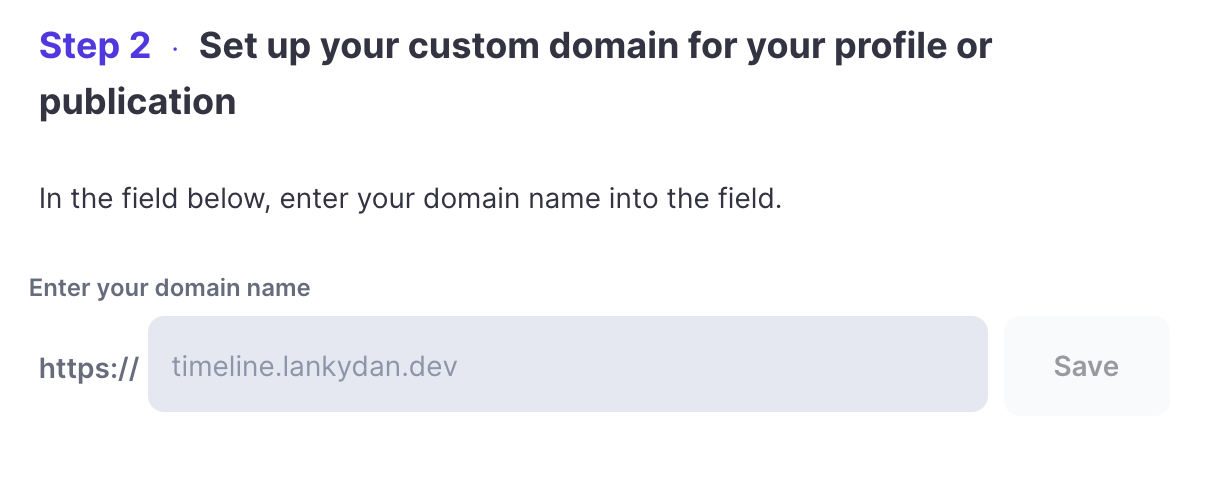 Step 2 · Set up your custom domain for your profile or
publication
In the field below, enter your domain name into the field.
Enter your domain name
https:// timeline.lankydan.dev Save